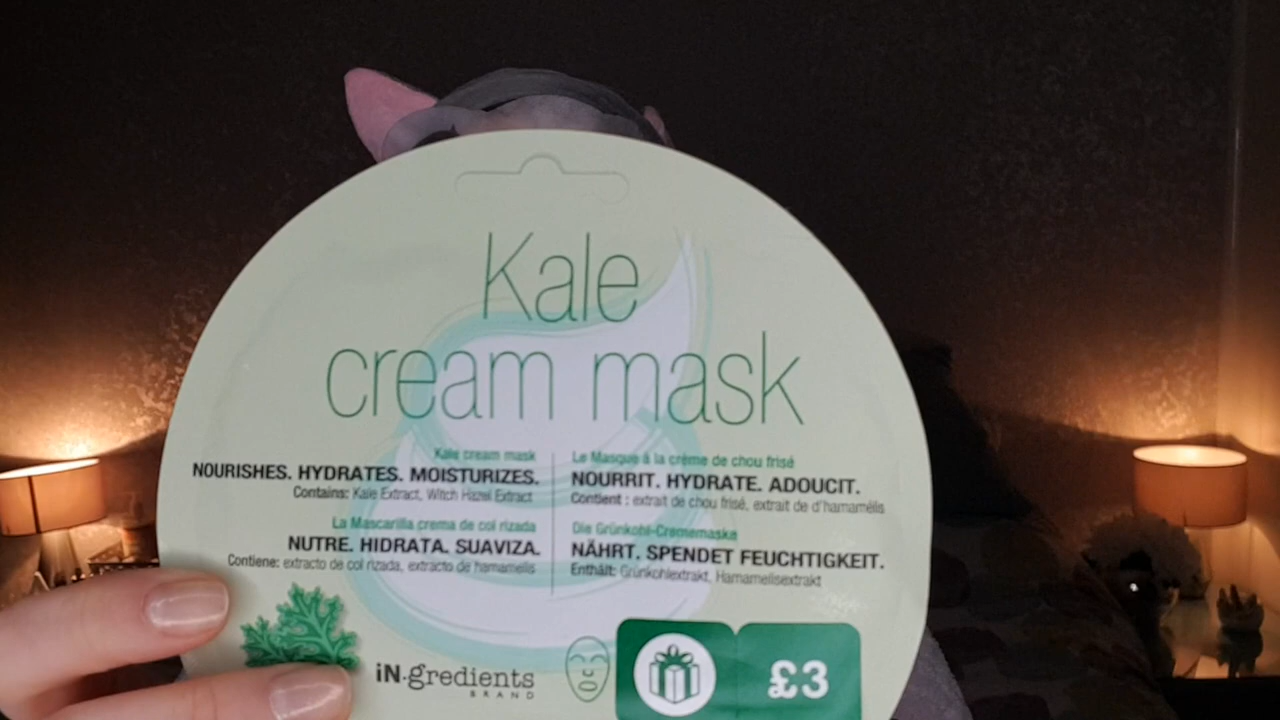 Kale
cream mask
Kale cream mask
NOURISHES. HYDRATES. MOISTURIZES.
Contains: Kale Extract, Witch Hazel Extract
Le Masque à la crème de chou frisé
NOURRIT. HYDRATE. ADOUCIT.
Contient : extrait de chou frisé, extrait de d'hamamélis
La Mascarilla crema de col rizada
NUTRE. HIDRATA. SUAVIZA.
Contiene: extracto de col rizada, extracto de hamamelis
Die Grünkohl-Crememaske
NÄHRT. SPENDET FEUCHTIGKEIT.
Enthält: Grünkohlextrakt, Hamamelisextrakt
iN.gredients
BRAND
£3